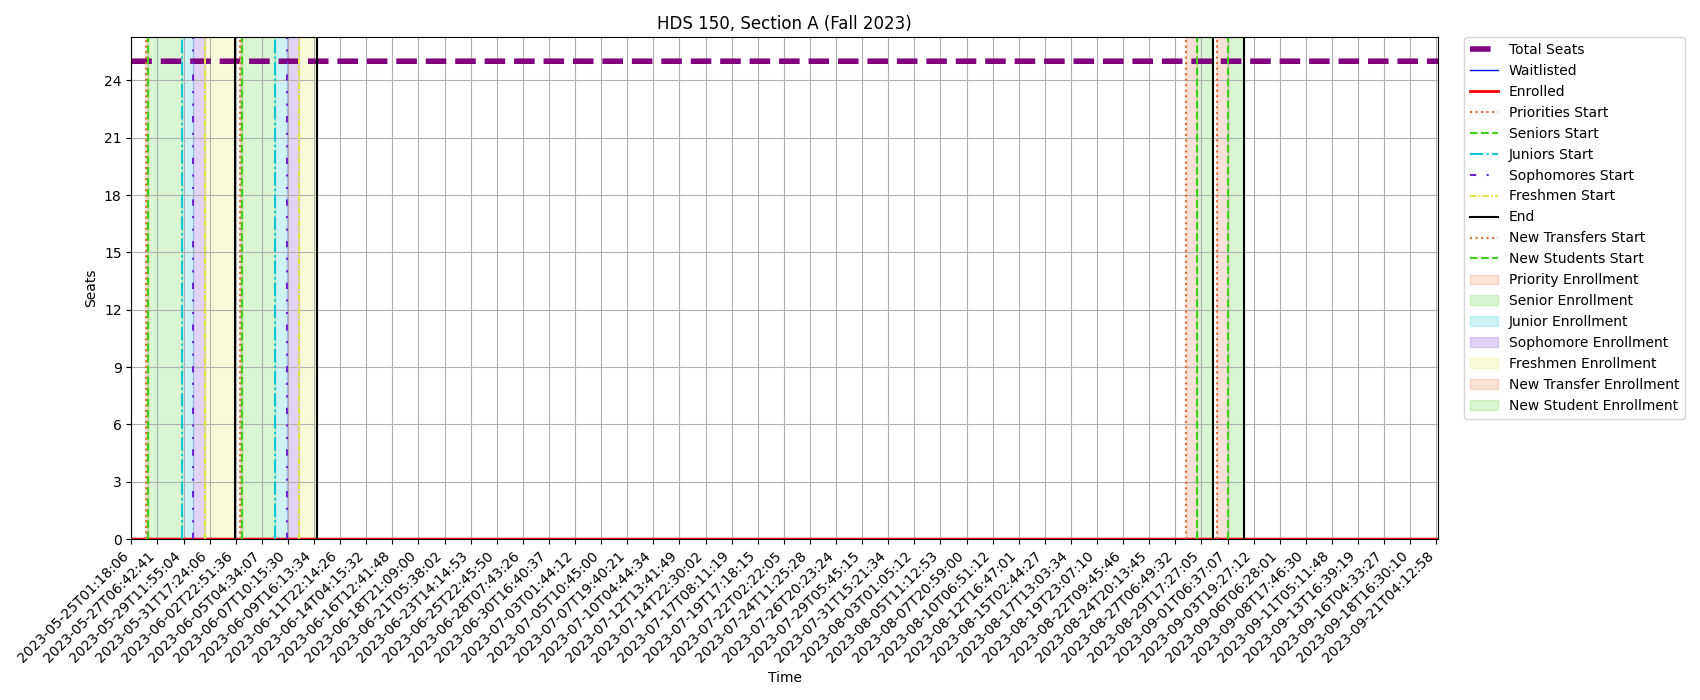 HDS 150, Section A (Fall 2023)
Seats
24
21
18
15
12
9
6
3
0
2023-05-25T01:18:06
2023-05-27T06:42:41
2023-05-29T11:55:04
2023-05-31T17:24:06
2023-06-02T22:51:36
2023-06-05T04:34:07
2023-06-07T10:15:30
2023-06-09T16:13:34
2023-06-11T22:14:26
2023-06-14T04:15:32
2023-06-16T12:41:48
2023-06-18T21:09:00
2023-06-21T05:38:02
2023-06-23T14:14:53
2023-06-25T22:45:50
2023-06-28T07:43:26
2023-06-30T16:40:37
2023-07-03T01:44:12
2023-07-05T10:45:00
2023-07-07T19:40:21
2023-07-10T04:44:34
2023-07-12T13:41:49
2023-07-14T22:30:02
2023-07-17T08:11:19
2023-07-19T17:18:15
2023-07-22T02:22:05
2023-07-24T11:25:28
2023-07-26T20:23:24
2023-07-29T05:45:15
2023-07-31T15:21:34
2023-08-03T01:05:12
2023-08-05T11:12:53
2023-08-07T20:59:00
2023-08-10T06:51:12
2023-08-12T16:47:01
2023-08-15T02:44:27
2023-08-17T13:03:34
2023-08-19T23:07:10
2023-08-22T09:45:46
2023-08-24T20:13:45
2023-08-27T06:49:32
2023-08-29T17:27:05
2023-09-01T06:37:07
2023-09-03T19:27:12
2023-09-06T06:28:01
2023-09-08T17:46:30
2023-09-11T05:11:48
2023-09-13T16:39:19
2023-09-16T04:33:27
2023-09-18T16:30:10
2023-09-21T04:12:58
Time
Total Seats
Waitlisted
Enrolled
Priorities Start
Seniors Start
Juniors Start
Sophomores Start
Freshmen Start
End
New Transfers Start
New Students Start
Priority Enrollment
Senior Enrollment
Junior Enrollment
Sophomore Enrollment
Freshmen Enrollment
New Transfer Enrollment
New Student Enrollment